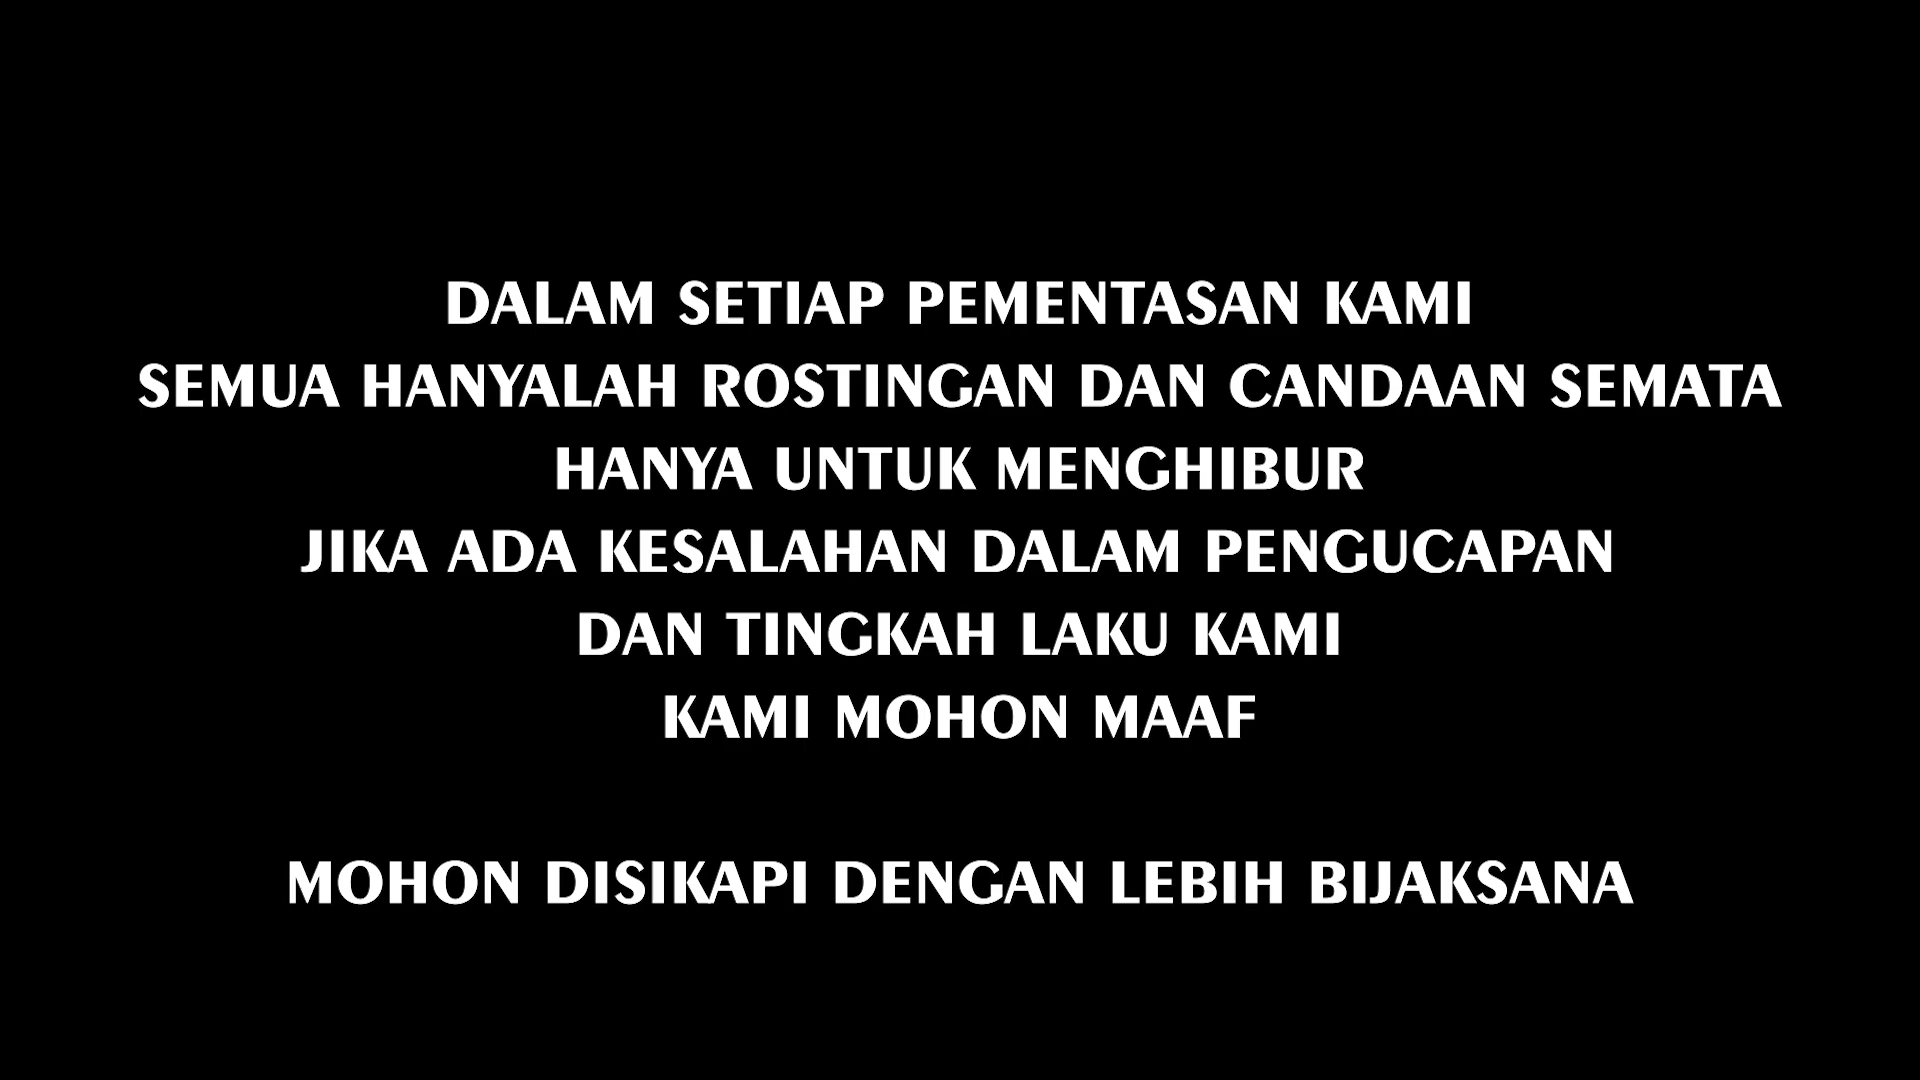 DALAM SETIAP PEMENTASAN KAMI
SEMUA HANYALAH ROSTINGAN DAN CANDAAN SEMATA
HANYA UNTUK MENGHIBUR
JIKA ADA KESALAHAN DALAM PENGUCAPAN
DAN TINGKAH LAKU KAMI
KAMI MOHON MAAF
MOHON DISIKAPI DENGAN LEBIH BIJAKSANA